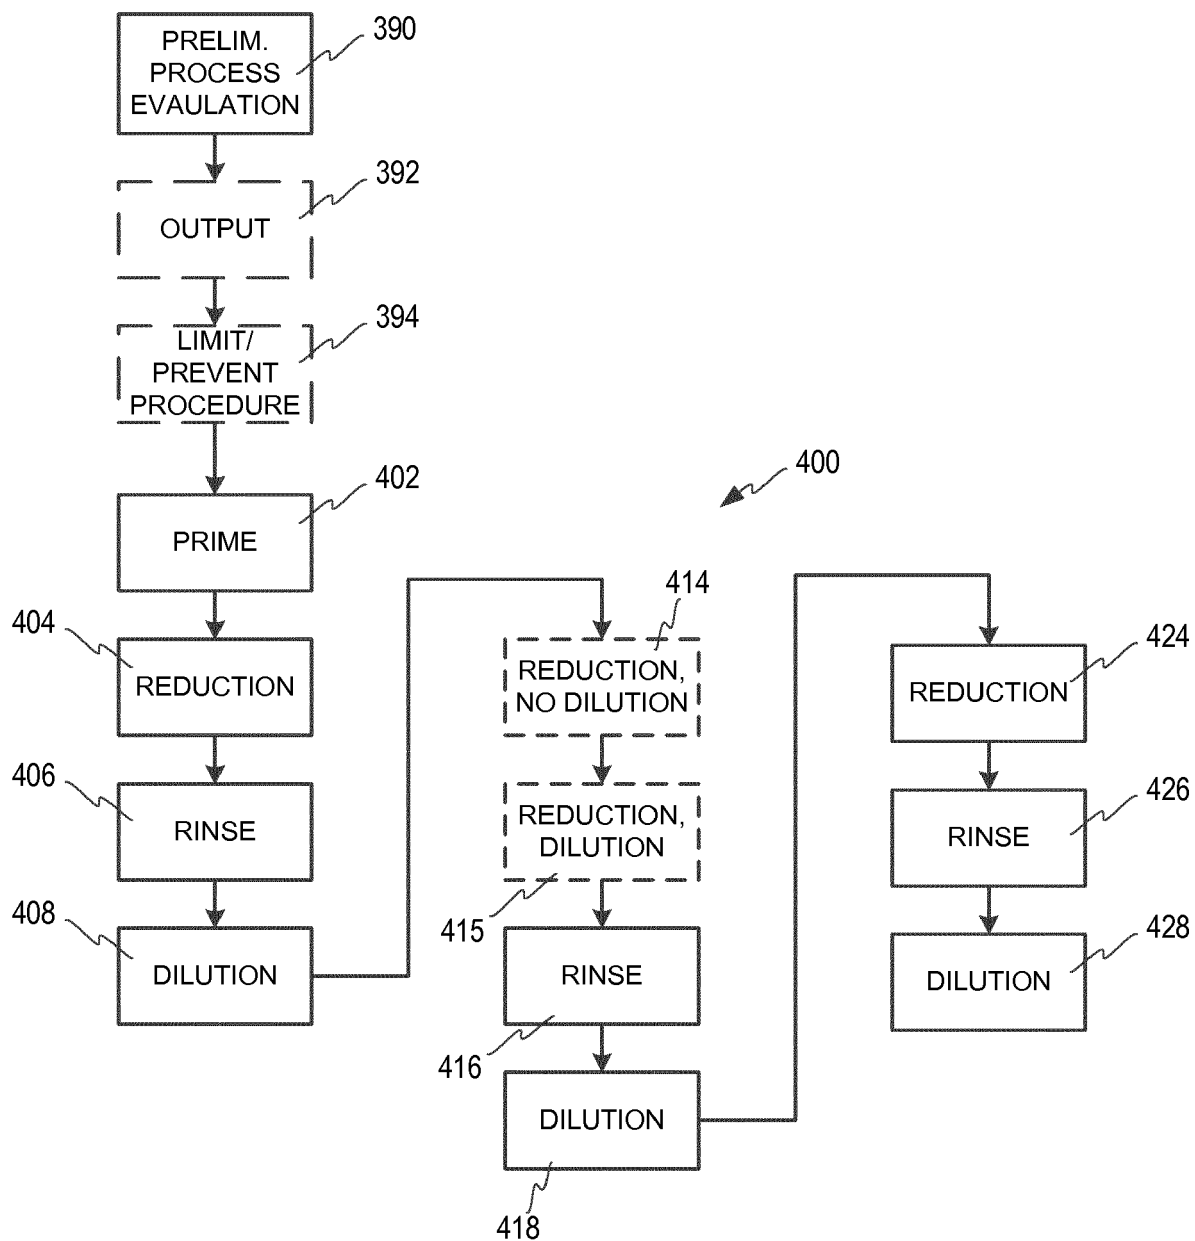 PRELIM.
PROCESS
EVAULATION
390
OUTPUT
392
LIMIT/
PREVENT
PROCEDURE
394
PRIME
402
404
REDUCTION
406
RINSE
408
DILUTION
400
414
REDUCTION,
NO DILUTION
REDUCTION,
DILUTION
415
RINSE
416
DILUTION
418
REDUCTION
424
RINSE
426
DILUTION
428